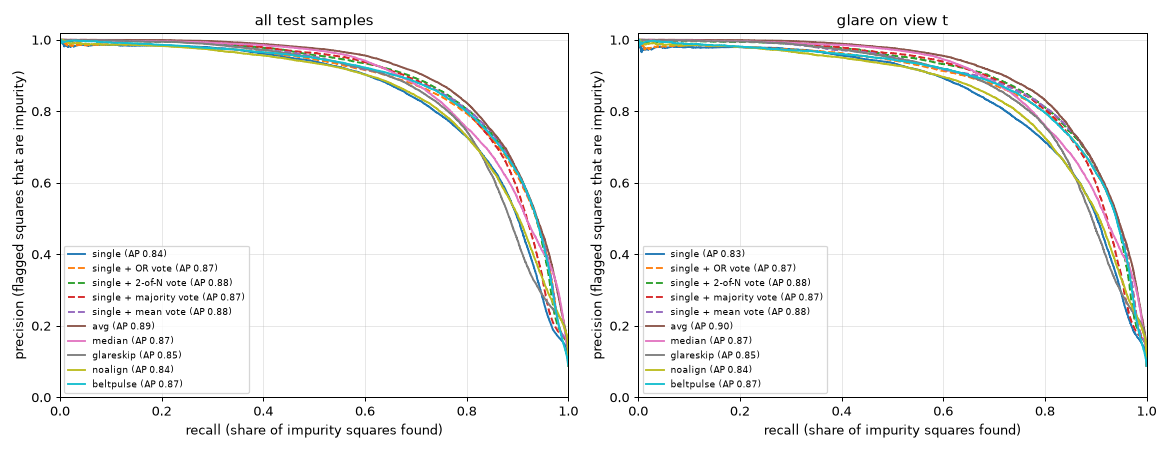 all test samples
precision (flagged squares that are impurity)
1.0
0.8
0.6
0.4
0.2
0.0
single (AP 0.84)
single + OR vote (AP 0.87)
single + 2-of-N vote (AP 0.88)
single + majority vote (AP 0.87)
single + mean vote (AP 0.88)
avg (AP 0.89)
median (AP 0.87)
glareskip (AP 0.85)
noalign (AP 0.84)
beltpulse (AP 0.87)
0.0 0.2 0.4 0.6 0.8 1.0
recall (share of impurity squares found)
glare on view t
precision (flagged squares that are impurity)
1.0
0.8
0.6
0.4
0.2
0.0
single (AP 0.83)
single + OR vote (AP 0.87)
single + 2-of-N vote (AP 0.88)
single + majority vote (AP 0.87)
single + mean vote (AP 0.88)
avg (AP 0.90)
median (AP 0.87)
glareskip (AP 0.85)
noalign (AP 0.84)
beltpulse (AP 0.87)
0.0 0.2 0.4 0.6 0.8 1.0
recall (share of impurity squares found)